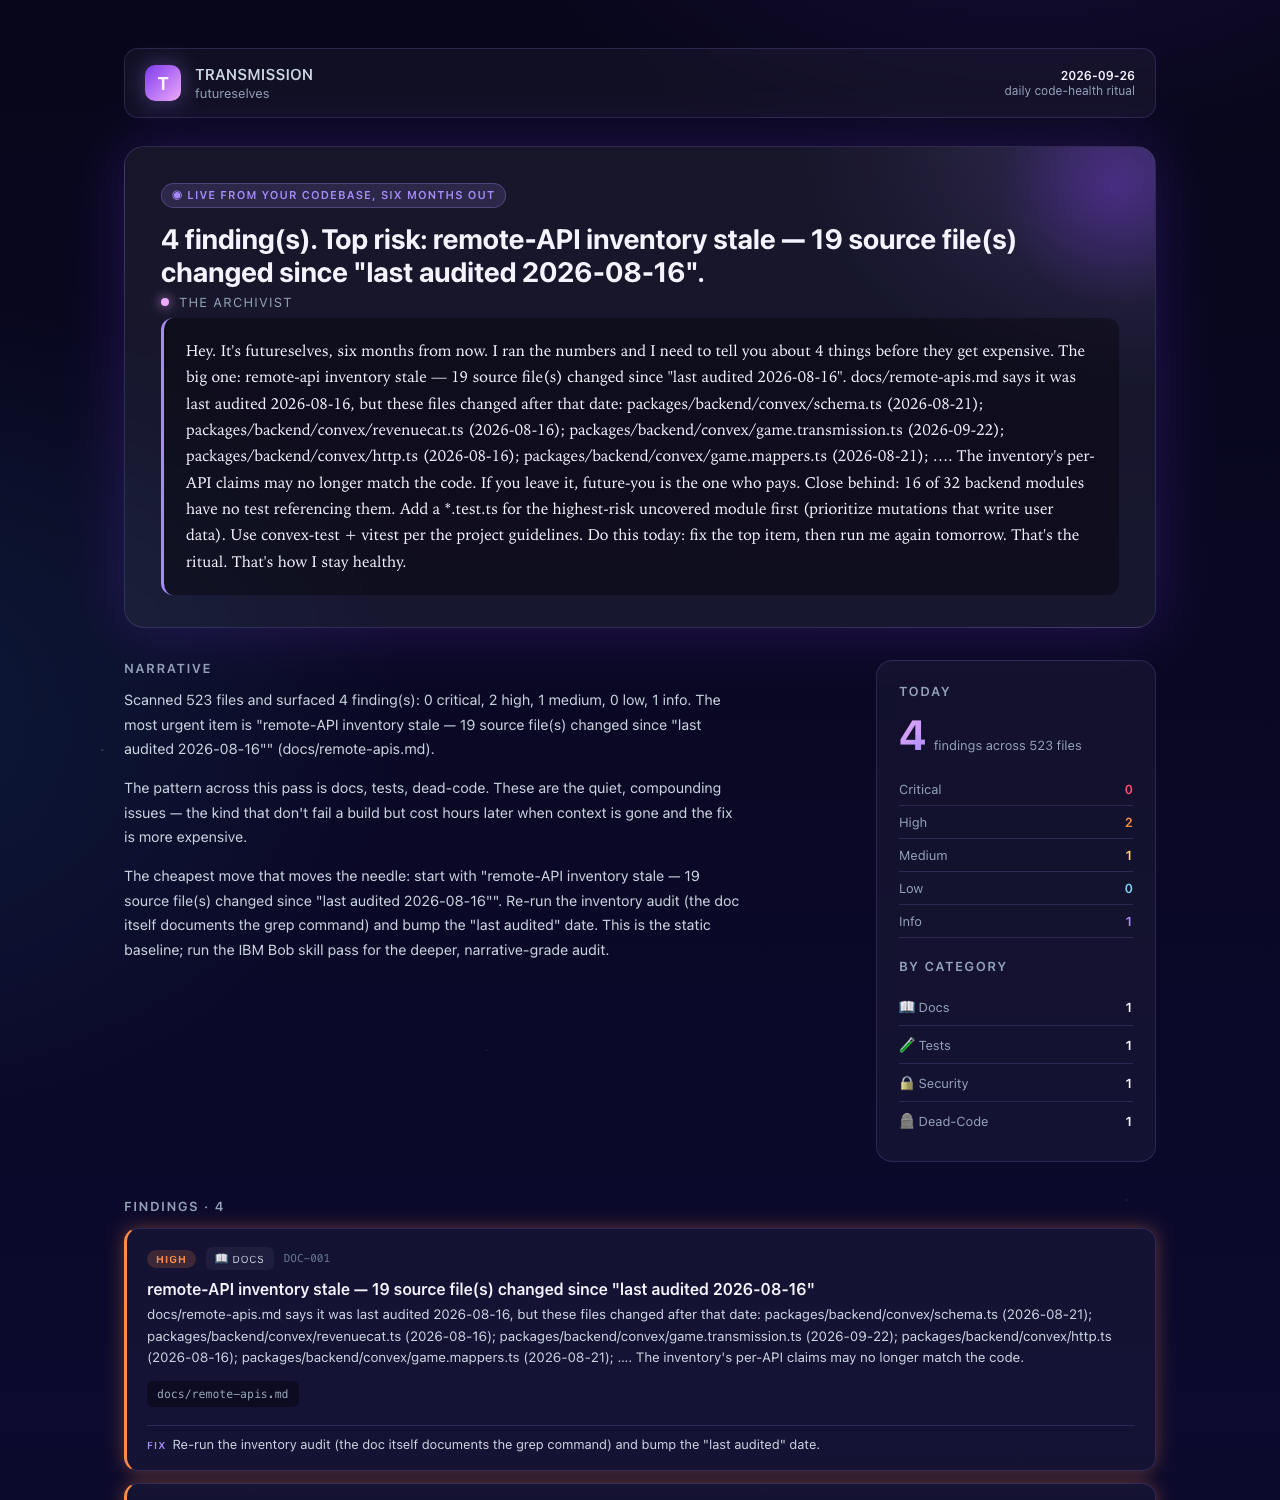 T
TRANSMISSION
futureselves
2026-09-26
daily code-health ritual
◉ LIVE FROM YOUR CODEBASE, SIX MONTHS OUT
4 finding(s). Top risk: remote-API inventory stale — 19 source file(s)
changed since "last audited 2026-08-16".
THE ARCHIVIST
Hey. It's futureselves, six months from now. I ran the numbers and I need to tell you about 4 things before they get expensive. The
big one: remote-api inventory stale — 19 source file(s) changed since "last audited 2026-08-16". docs/remote-apis.md says it was
last audited 2026-08-16, but these files changed after that date: packages/backend/convex/schema.ts (2026-08-21);
packages/backend/convex/revenuecat.ts (2026-08-16); packages/backend/convex/game.transmission.ts (2026-09-22);
packages/backend/convex/http.ts (2026-08-16); packages/backend/convex/game.mappers.ts (2026-08-21); …. The inventory's per-
API claims may no longer match the code. If you leave it, future-you is the one who pays. Close behind: 16 of 32 backend modules
have no test referencing them. Add a *.test.ts for the highest-risk uncovered module first (prioritize mutations that write user
data). Use convex-test + vitest per the project guidelines. Do this today: fix the top item, then run me again tomorrow. That's the
ritual. That's how I stay healthy.
NARRATIVE
Scanned 523 files and surfaced 4 finding(s): 0 critical, 2 high, 1 medium, 0 low, 1 info. The
most urgent item is "remote-API inventory stale — 19 source file(s) changed since "last
audited 2026-08-16"" (docs/remote-apis.md).
The pattern across this pass is docs, tests, dead-code. These are the quiet, compounding
issues — the kind that don't fail a build but cost hours later when context is gone and the fix
is more expensive.
The cheapest move that moves the needle: start with "remote-API inventory stale — 19
source file(s) changed since "last audited 2026-08-16"". Re-run the inventory audit (the doc
itself documents the grep command) and bump the "last audited" date. This is the static
baseline; run the IBM Bob skill pass for the deeper, narrative-grade audit.
TODAY
4 findings across 523 files
Critical 0
High 2
Medium 1
Low 0
Info 1
BY CATEGORY
Docs 1
Tests 1
Security 1
Dead-Code 1
FINDINGS · 4
HIGH DOCS DOC-001
remote-API inventory stale — 19 source file(s) changed since "last audited 2026-08-16"
docs/remote-apis.md says it was last audited 2026-08-16, but these files changed after that date: packages/backend/convex/schema.ts (2026-08-21);
packages/backend/convex/revenuecat.ts (2026-08-16); packages/backend/convex/game.transmission.ts (2026-09-22); packages/backend/convex/http.ts
(2026-08-16); packages/backend/convex/game.mappers.ts (2026-08-21); …. The inventory's per-API claims may no longer match the code.
docs/remote-apis.md
FIX Re-run the inventory audit (the doc itself documents the grep command) and bump the "last audited" date.